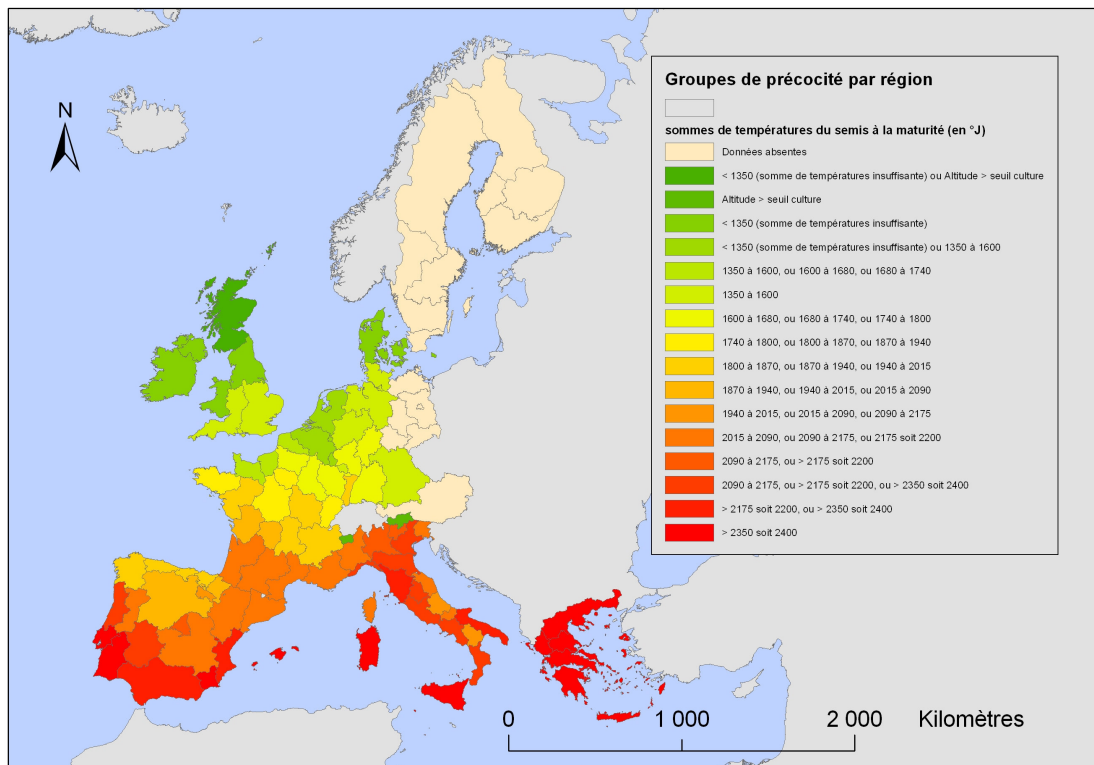 N
Groupes de précocité par région
sommes de températures du semis à la maturité (en °J)
Données absentes
< 1350 (somme de températures insuffisante) ou Altitude > seuil culture
Altitude > seuil culture
< 1350 (somme de températures insuffisante)
< 1350 (somme de températures insuffisante) ou 1350 à 1600
1350 à 1600, ou 1600 à 1680, ou 1680 à 1740
1350 à 1600
1600 à 1680, ou 1680 à 1740, ou 1740 à 1800
1740 à 1800, ou 1800 à 1870, ou 1870 à 1940
1800 à 1870, ou 1870 à 1940, ou 1940 à 2015
1870 à 1940, ou 1940 à 2015, ou 2015 à 2090
1940 à 2015, ou 2015 à 2090, ou 2090 à 2175
2015 à 2090, ou 2090 à 2175, ou 2175 soit 2200
2090 à 2175, ou > 2175 soit 2200
2090 à 2175, ou > 2175 soit 2200, ou > 2350 soit 2400
> 2175 soit 2200, ou > 2350 soit 2400
> 2350 soit 2400
0 1 000 2 000 Kilomètres